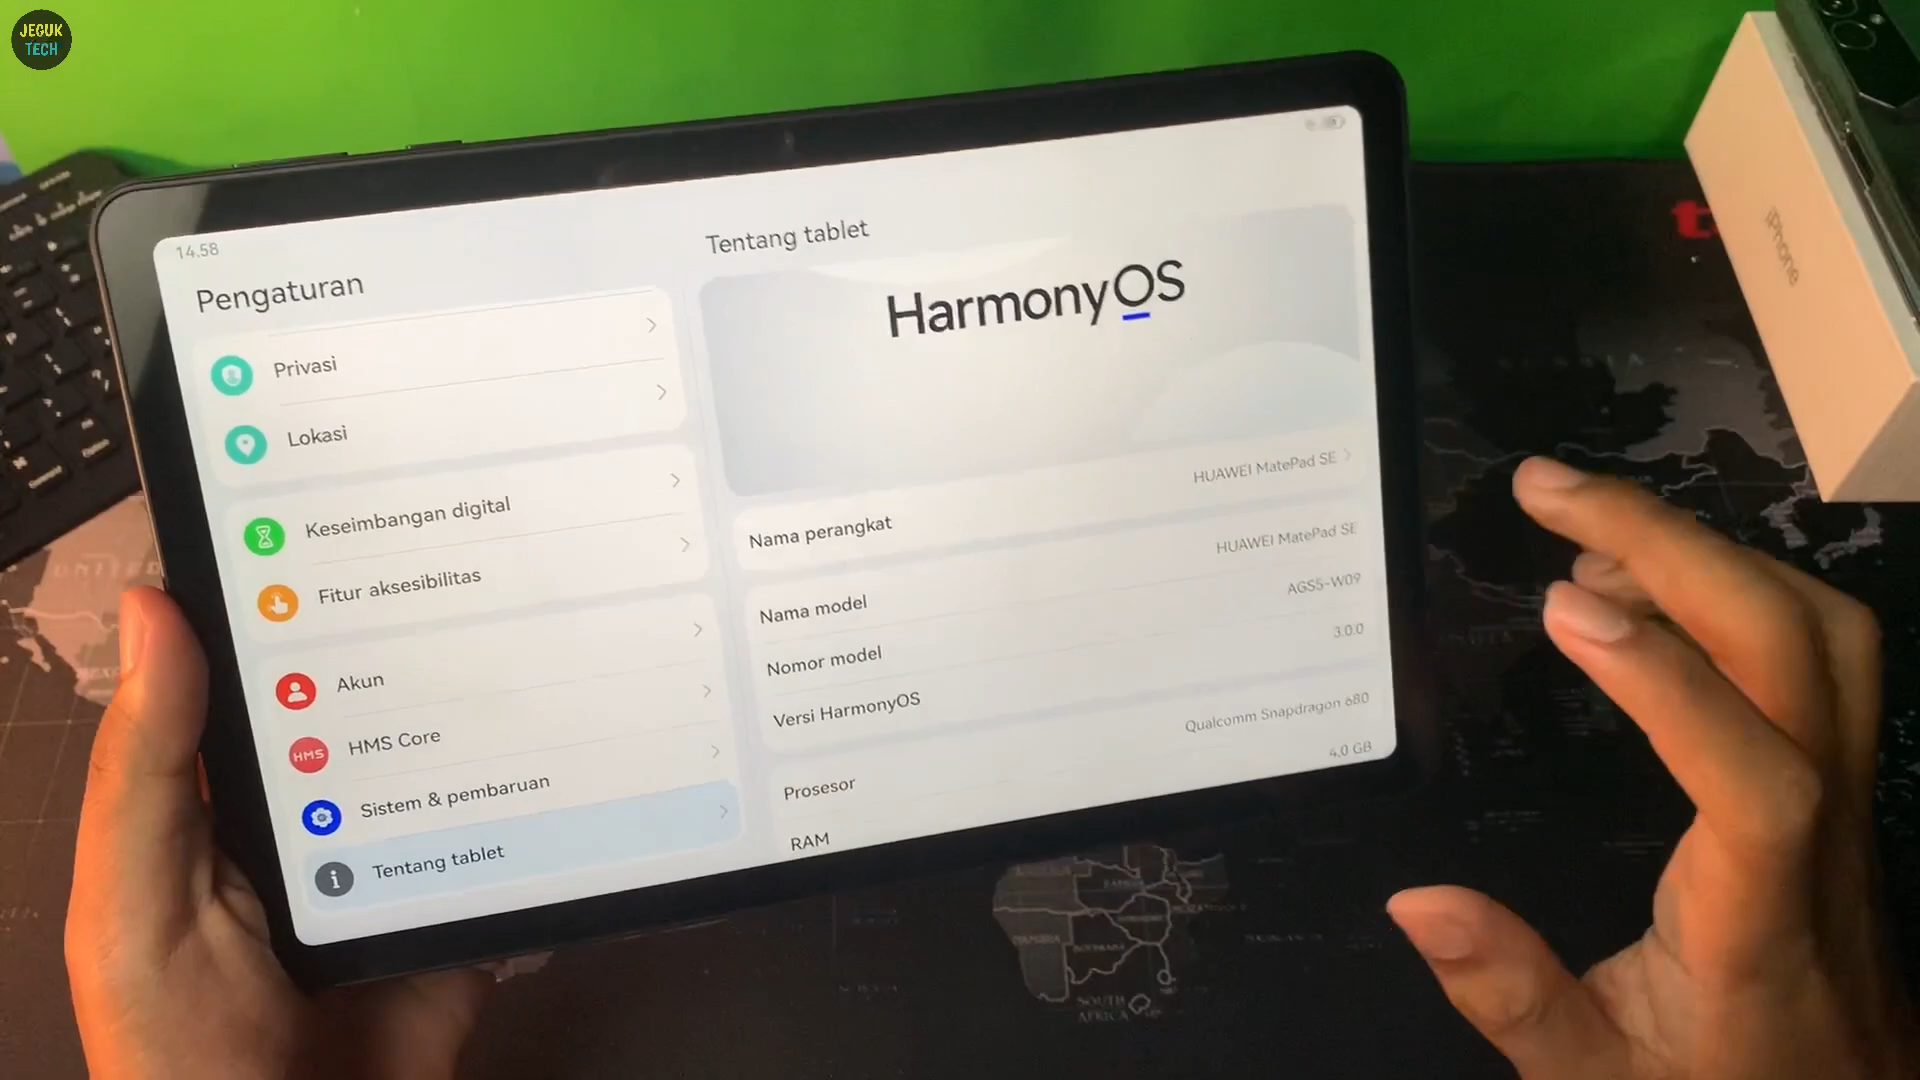 JEGUK
TECH
14.58
Pengaturan
Privasi
Lokasi
Keseimbangan digital
Fitur aksesibilitas
Akun
HMS
HMS Core
Sistem & pembaruan
Tentang tablet
Tentang tablet
HarmonyOS
Nama perangkat HUAWEI MatePad SE
Nama model HUAWEI MatePad SE
Nomor model AGS5-W09
Versi HarmonyOS 3.0.0
Prosesor Qualcomm Snapdragon 680
RAM 4,0 GB
iPhone
SOUTH
AFRICA